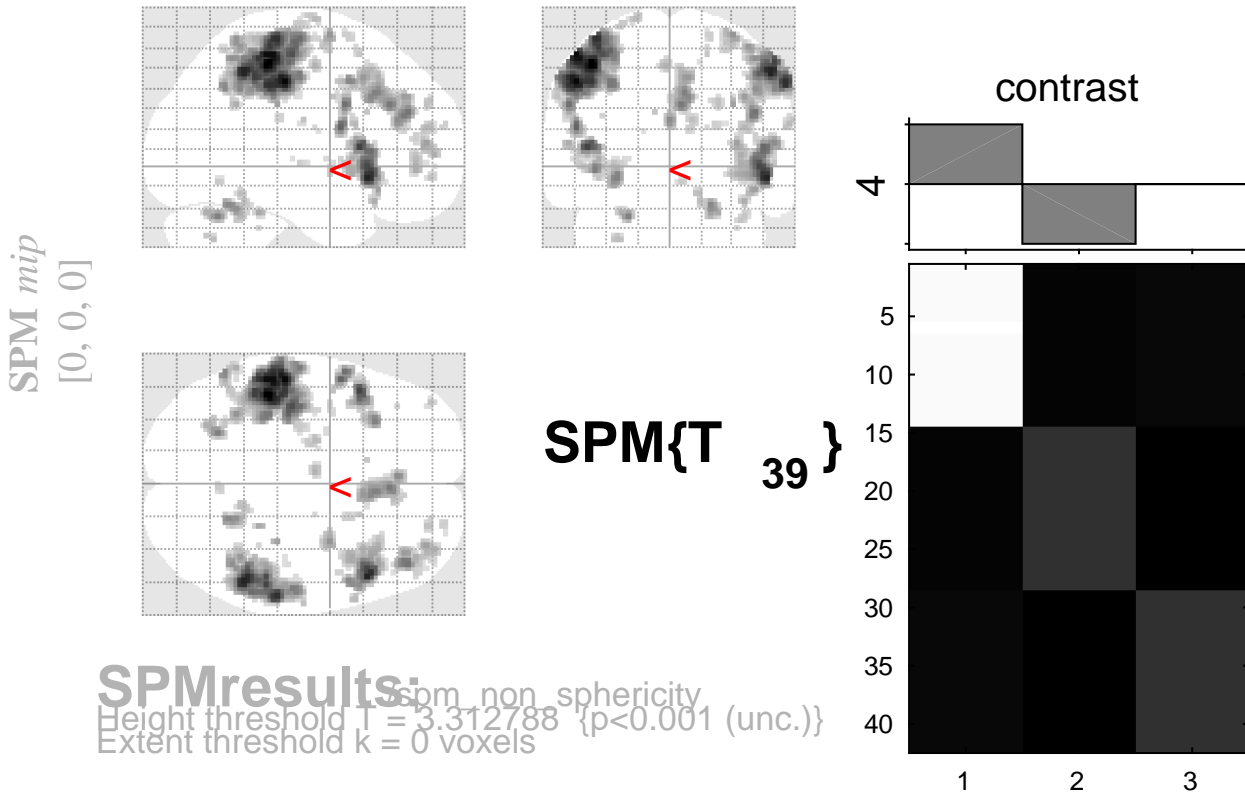 SPM mip
[0, 0, 0]
<
<
<
SPM{T39}
contrast
4
5
10
15
20
25
30
35
40
1 2 3
SPMresults: ./spm_non_sphericity
Height threshold T = 3.312788 {p<0.001 (unc.)}
Extent threshold k = 0 voxels